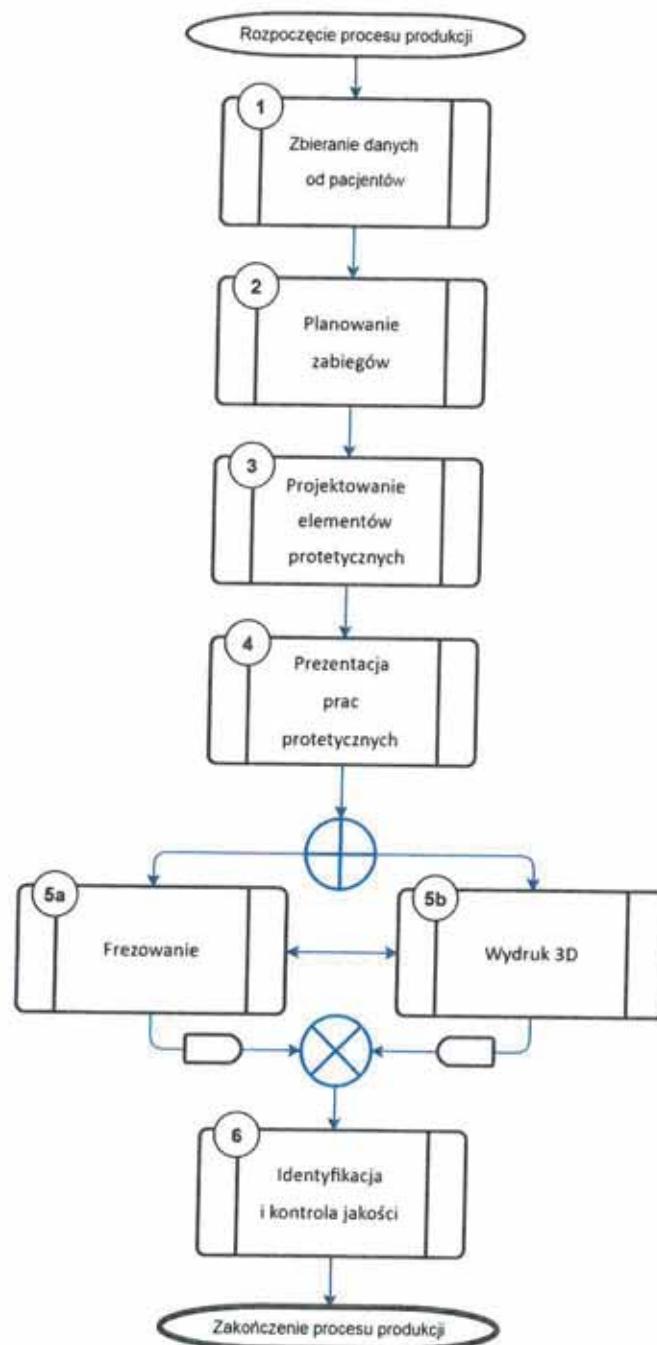 Rozpoczęcie procesu produkcji
1
Zbieranie danych
od pacjentów
2
Planowanie
zabiegów
3
Projektowanie
elementów
protetycznych
4
Prezentacja
prac
protetycznych
5a
Frezowanie
5b
Wydruk 3D
6
Identyfikacja
i kontrola jakości
Zakończenie procesu produkcji